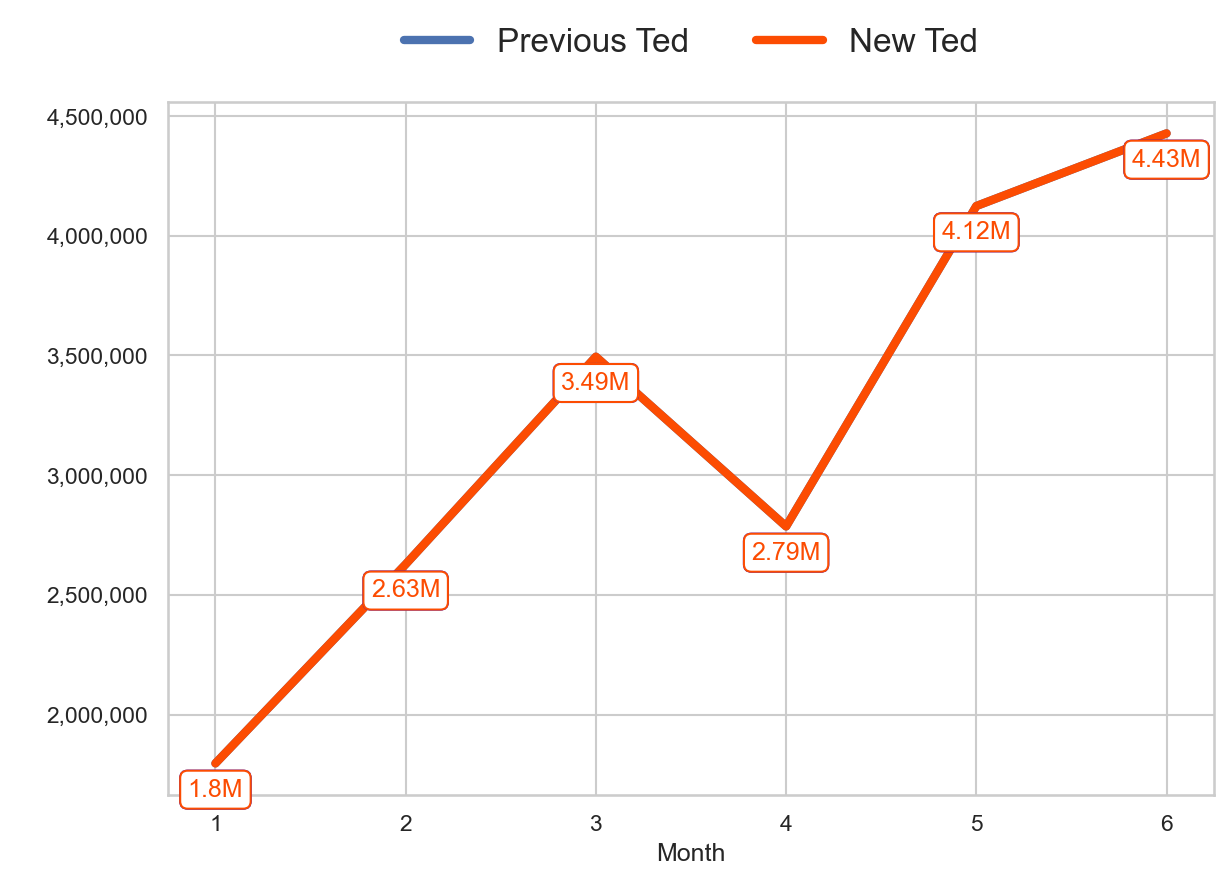 Previous Ted New Ted
4,500,000
4.43M
4.12M
4,000,000
3,500,000
3.49M
3,000,000
2.79M
2.63M
2,500,000
2,000,000
1.8M
1 2 3 4 5 6
Month